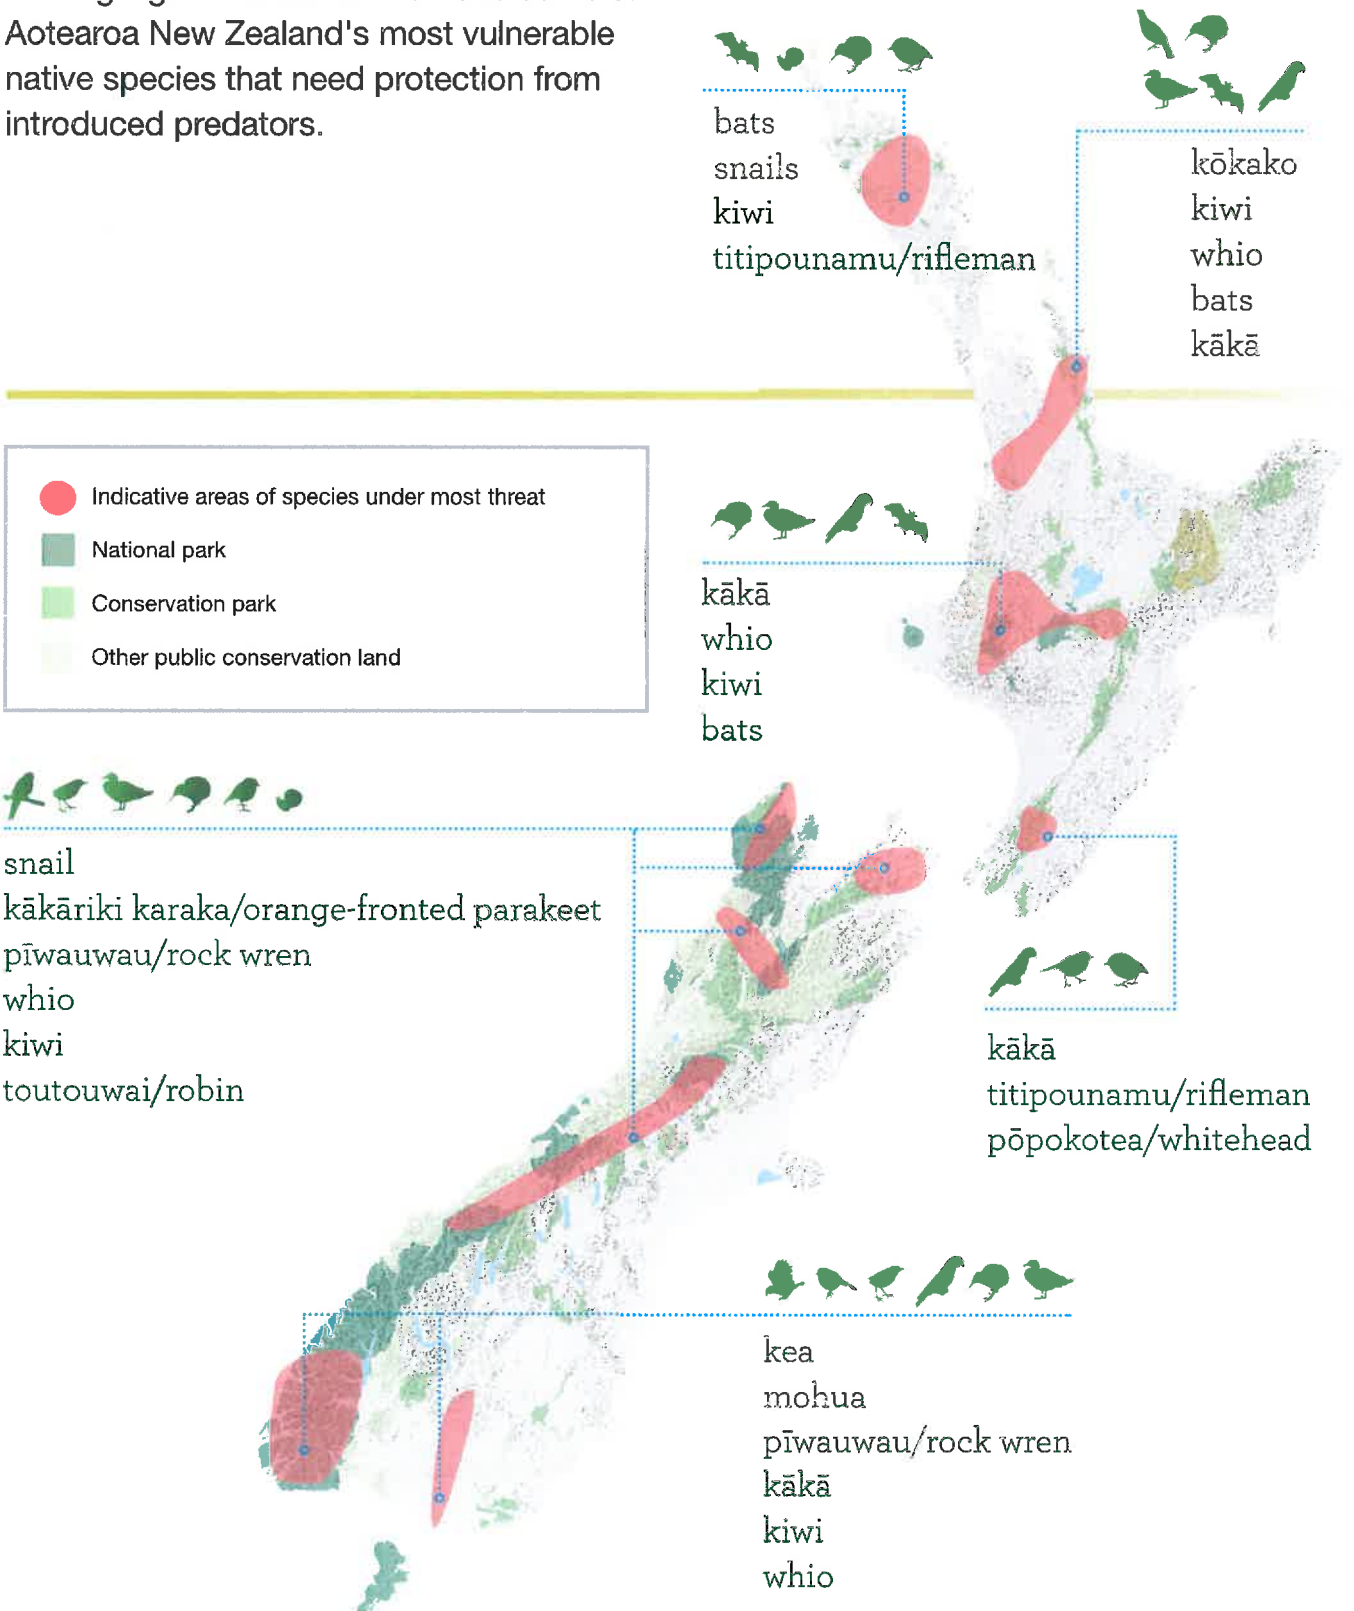 Aotearoa New Zealand's most vulnerable
native species that need protection from
introduced predators.
bats
snails
kiwi
titipounamu/rifleman
kōkako
kiwi
whio
bats
kākā
Indicative areas of species under most threat
National park
Conservation park
Other public conservation land
kākā
whio
kiwi
bats
snail
kākāriki karaka/orange-fronted parakeet
pīwauwau/rock wren
whio
kiwi
toutouwai/robin
kākā
titipounamu/rifleman
pōpokotea/whitehead
kea
mohua
pīwauwau/rock wren
kākā
kiwi
whio